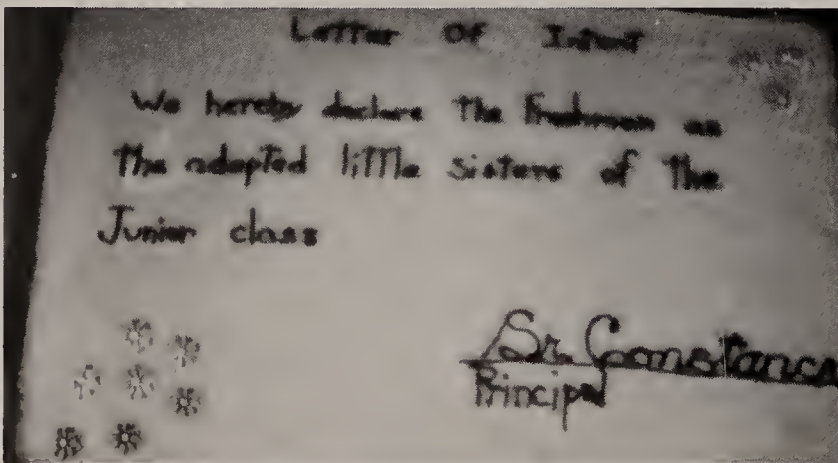 Letter of Intent
We hereby declare the Freshmen as
the adopted little sisters of the
Junior class
Sr. Constance
Principal